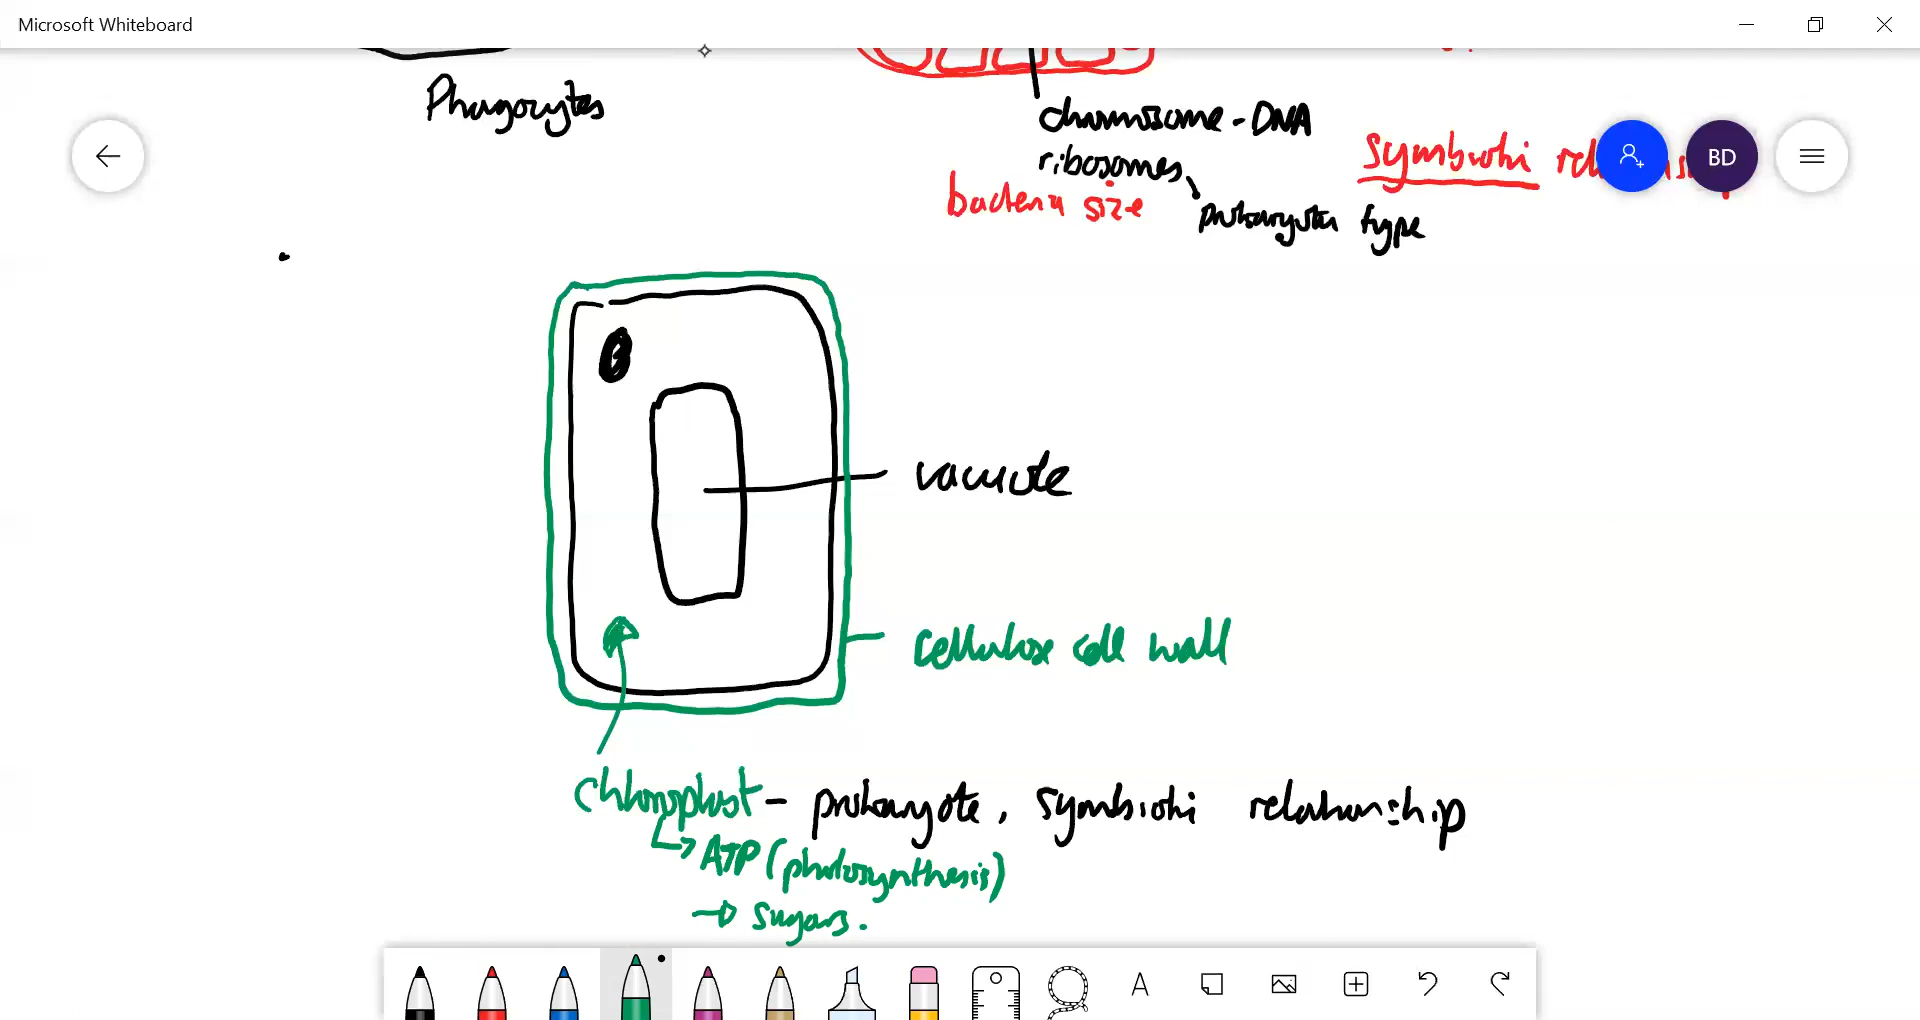 Microsoft Whiteboard
Phagocytes
chromosome - DNA
ribosomes
bacteria size
prokaryotic type
symbiotic
BD
vacuole
cellulose cell wall
chloroplast - prokaryote, symbiotic relationship
ATP (photosynthesis)
→ sugars.
A